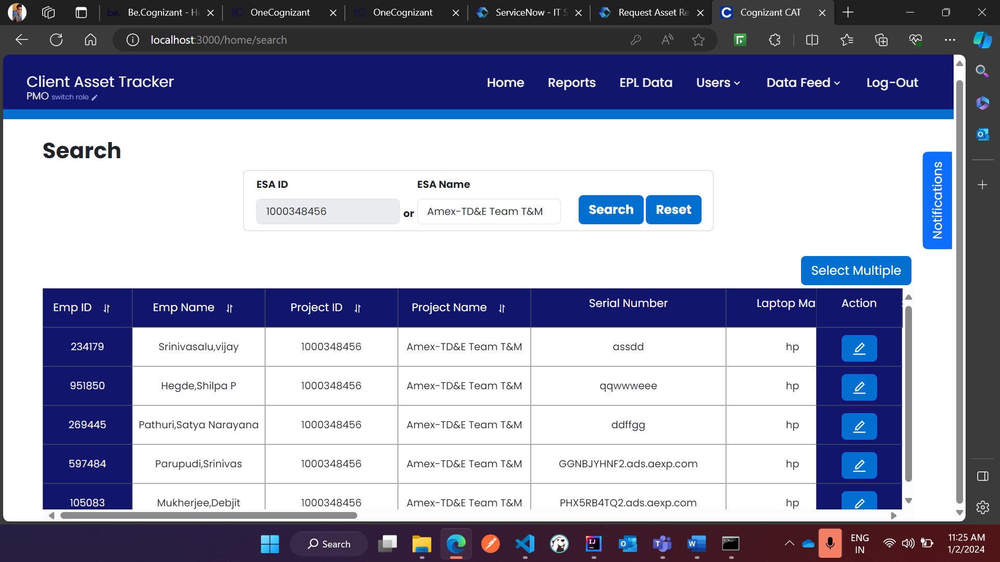 be. Be.Cognizant - H
1C OneCognizant
1C OneCognizant
ServiceNow - IT S
Request Asset Re
Cognizant CAT
localhost:3000/home/search
Client Asset Tracker
PMO switch role
Home Reports EPL Data Users Data Feed Log-Out
Search
Notifications
ESA ID ESA Name
1000348456 or Amex-TD&E Team T&M Search Reset
Select Multiple
Emp ID Emp Name Project ID Project Name Serial Number Laptop Ma Action
234179 Srinivasalu,vijay 1000348456 Amex-TD&E Team T&M assdd hp
951850 Hegde,Shilpa P 1000348456 Amex-TD&E Team T&M qqwwweee hp
269445 Pathuri,Satya Narayana 1000348456 Amex-TD&E Team T&M ddffgg hp
597484 Parupudi,Srinivas 1000348456 Amex-TD&E Team T&M GGNBJYHNF2.ads.aexp.com hp
105083 Mukherjee,Debjit 1000348456 Amex-TD&E Team T&M PHX5RB4TQ2.ads.aexp.com hp
Search
ENG
IN
11:25 AM
1/2/2024